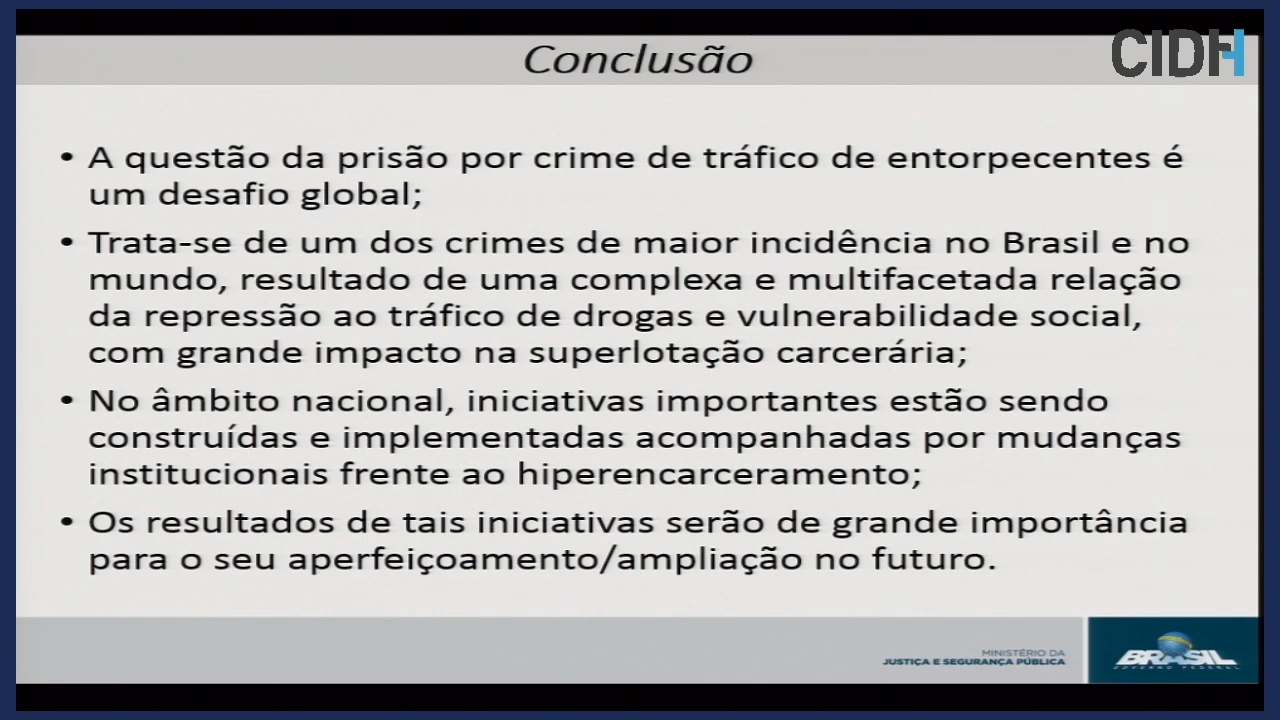 CIDH
Conclusão
• A questão da prisão por crime de tráfico de entorpecentes é
um desafio global;
• Trata-se de um dos crimes de maior incidência no Brasil e no
mundo, resultado de uma complexa e multifacetada relação
da repressão ao tráfico de drogas e vulnerabilidade social,
com grande impacto na superlotação carcerária;
• No âmbito nacional, iniciativas importantes estão sendo
construídas e implementadas acompanhadas por mudanças
institucionais frente ao hiperencarceramento;
• Os resultados de tais iniciativas serão de grande importância
para o seu aperfeiçoamento/ampliação no futuro.
MINISTÉRIO DA
JUSTIÇA E SEGURANÇA PÚBLICA
BRASIL
GOVERNO FEDERAL